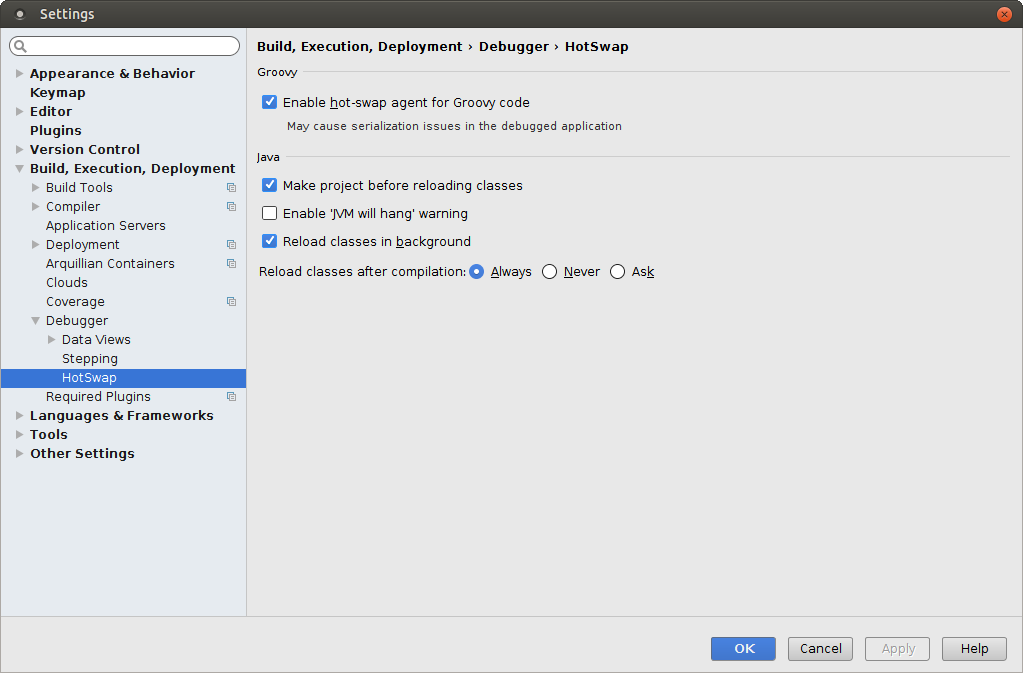 Settings
Appearance & Behavior
Keymap
Editor
Plugins
Version Control
Build, Execution, Deployment
Build Tools
Compiler
Application Servers
Deployment
Arquillian Containers
Clouds
Coverage
Debugger
Data Views
Stepping
HotSwap
Required Plugins
Languages & Frameworks
Tools
Other Settings
Build, Execution, Deployment › Debugger › HotSwap
Groovy
Enable hot-swap agent for Groovy code
May cause serialization issues in the debugged application
Java
Make project before reloading classes
Enable 'JVM will hang' warning
Reload classes in background
Reload classes after compilation: Always Never Ask
OK Cancel Apply Help